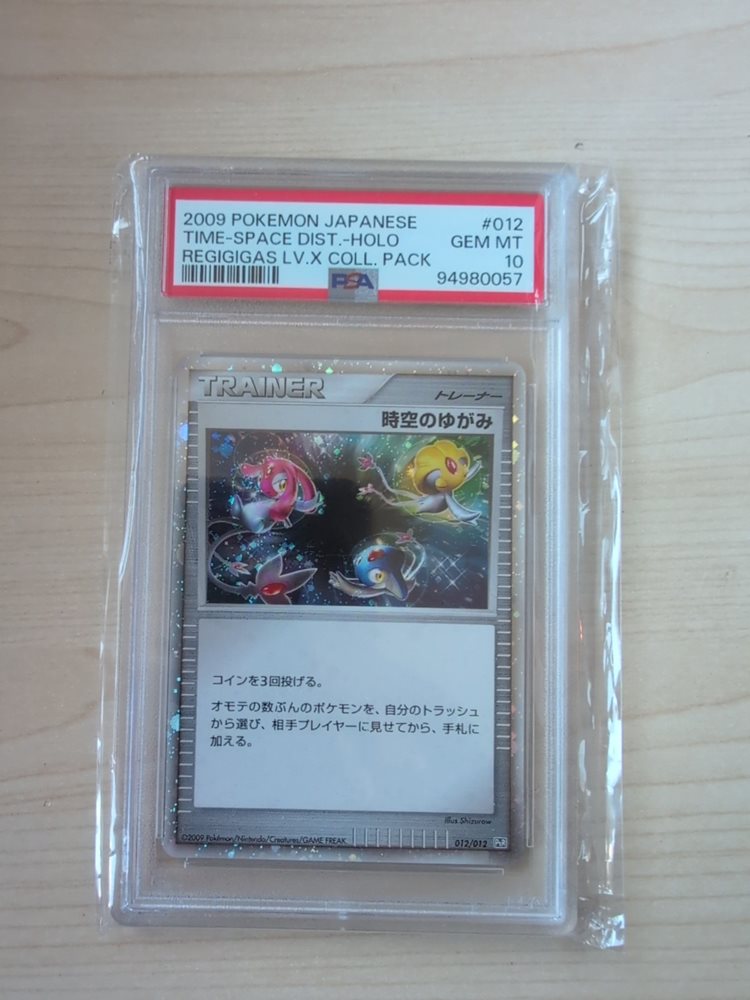 2009 POKEMON JAPANESE #012
TIME-SPACE DIST.-HOLO GEM MT
REGIGIGAS LV.X COLL. PACK 10
PSA 94980057
TRAINER トレーナー
時空のゆがみ
コインを3回投げる。
オモテの数ぶんのポケモンを、自分のトラッシュ
から選び、相手プレイヤーに見せてから、手札に
加える。
Illus. Shizurow
©2009 Pokémon/Nintendo/Creatures/GAME FREAK 012/012